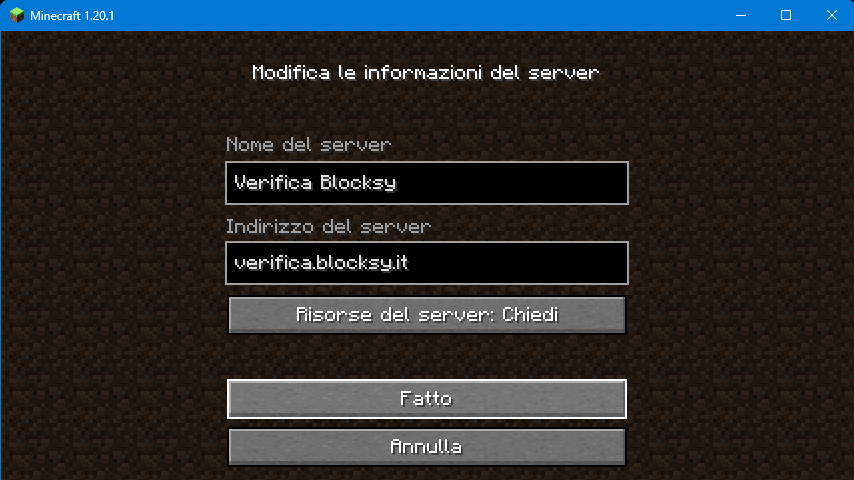 Minecraft 1.20.1
Modifica le informazioni del server
Nome del server
Verifica Blocksy
Indirizzo del server
verifica.blocksy.it
Risorse del server: Chiedi
Fatto
Annulla